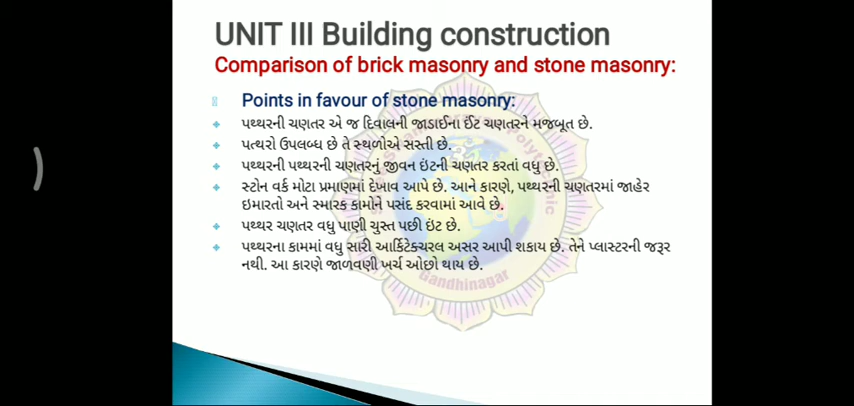 UNIT III Building construction
Comparison of brick masonry and stone masonry:
Points in favour of stone masonry:
પથ્થરની ચણતર એ જ દિવાલની જાડાઈના ઈંટ ચણતરને મજબૂત છે.
પત્થરો ઉપલબ્ધ છે તે સ્થળોએ સસ્તી છે.
પથ્થરની પથ્થરની ચણતરનું જીવન ઇંટની ચણતર કરતાં વધુ છે.
સ્ટોન વર્ક મોટા પ્રમાણમાં દેખાવ આપે છે. આને કારણે, પથ્થરની ચણતરમાં જાહેર
ઇમારતો અને સ્મારક કામોને પસંદ કરવામાં આવે છે.
પથ્થર ચણતર વધુ પાણી ચુસ્ત પછી ઇંટ છે.
પથ્થરના કામમાં વધુ સારી આર્કિટેક્ચરલ અસર આપી શકાય છે. તેને પ્લાસ્ટરની જરૂર
નથી. આ કારણે જાળવણી ખર્ચ ઓછો થાય છે.
Gandhinagar